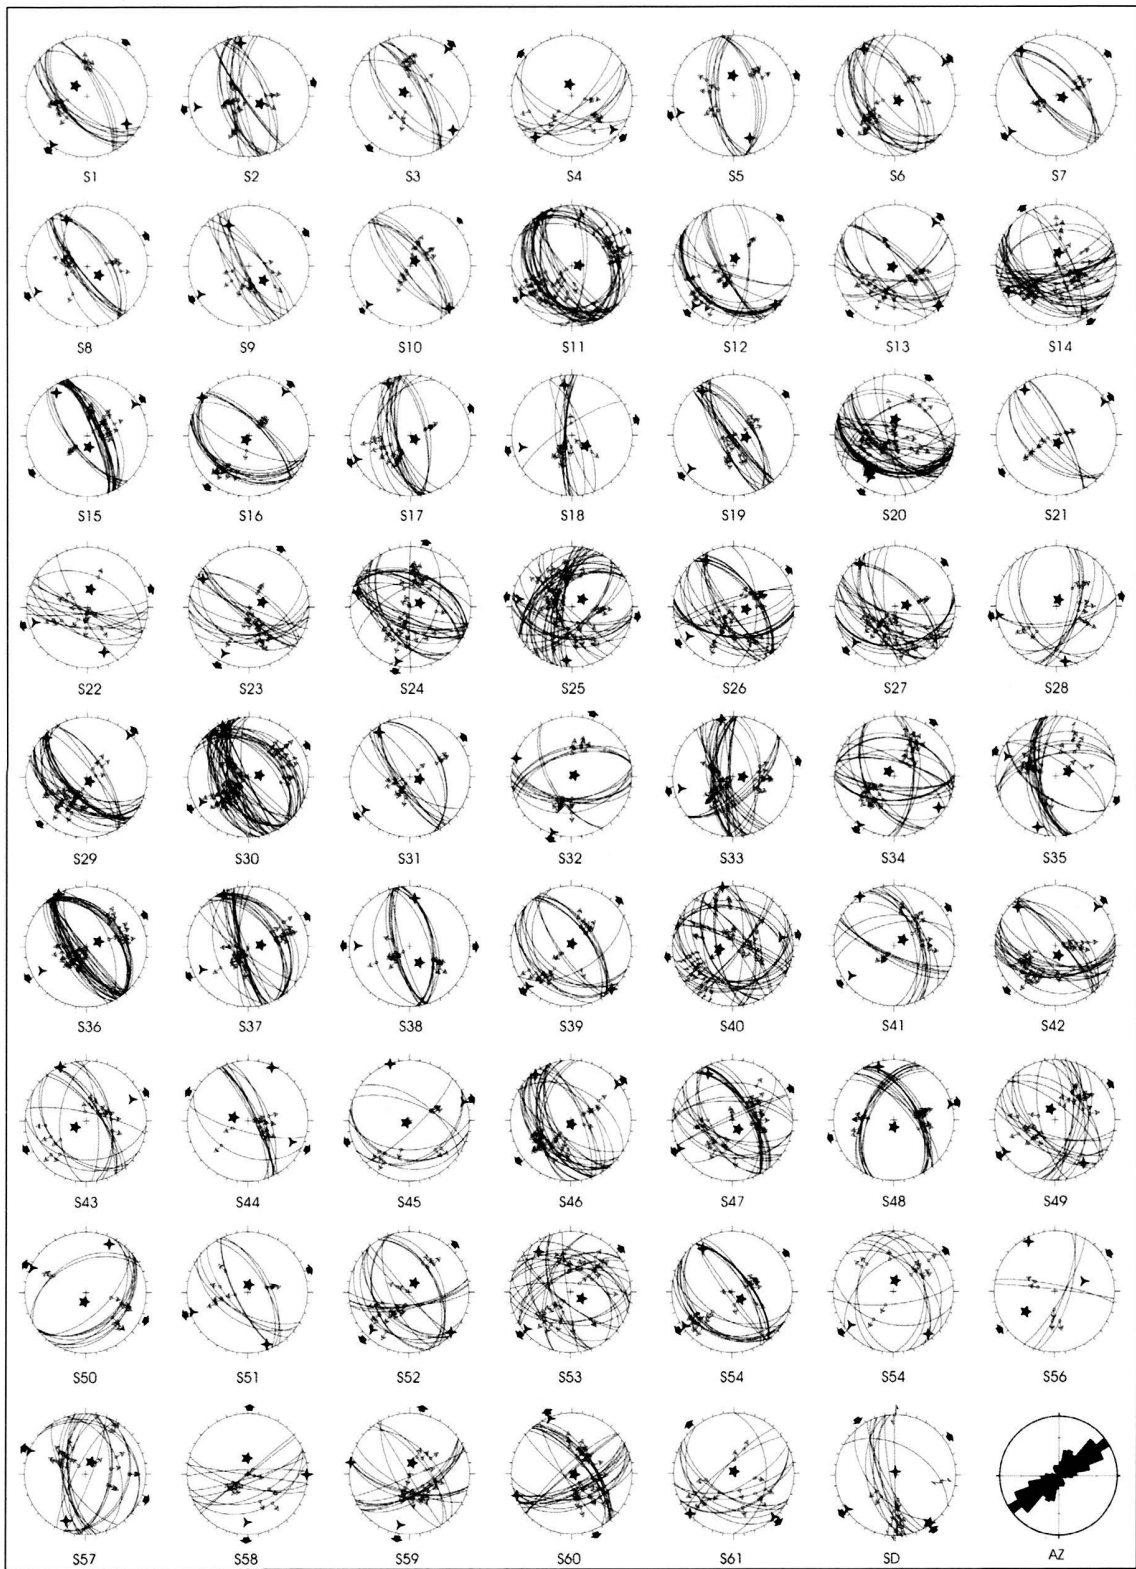 S1 S2 S3 S4 S5 S6 S7
S8 S9 S10 S11 S12 S13 S14
S15 S16 S17 S18 S19 S20 S21
S22 S23 S24 S25 S26 S27 S28
S29 S30 S31 S32 S33 S34 S35
S36 S37 S38 S39 S40 S41 S42
S43 S44 S45 S46 S47 S48 S49
S50 S51 S52 S53 S54 S54 S56
S57 S58 S59 S60 S61 SD AZ